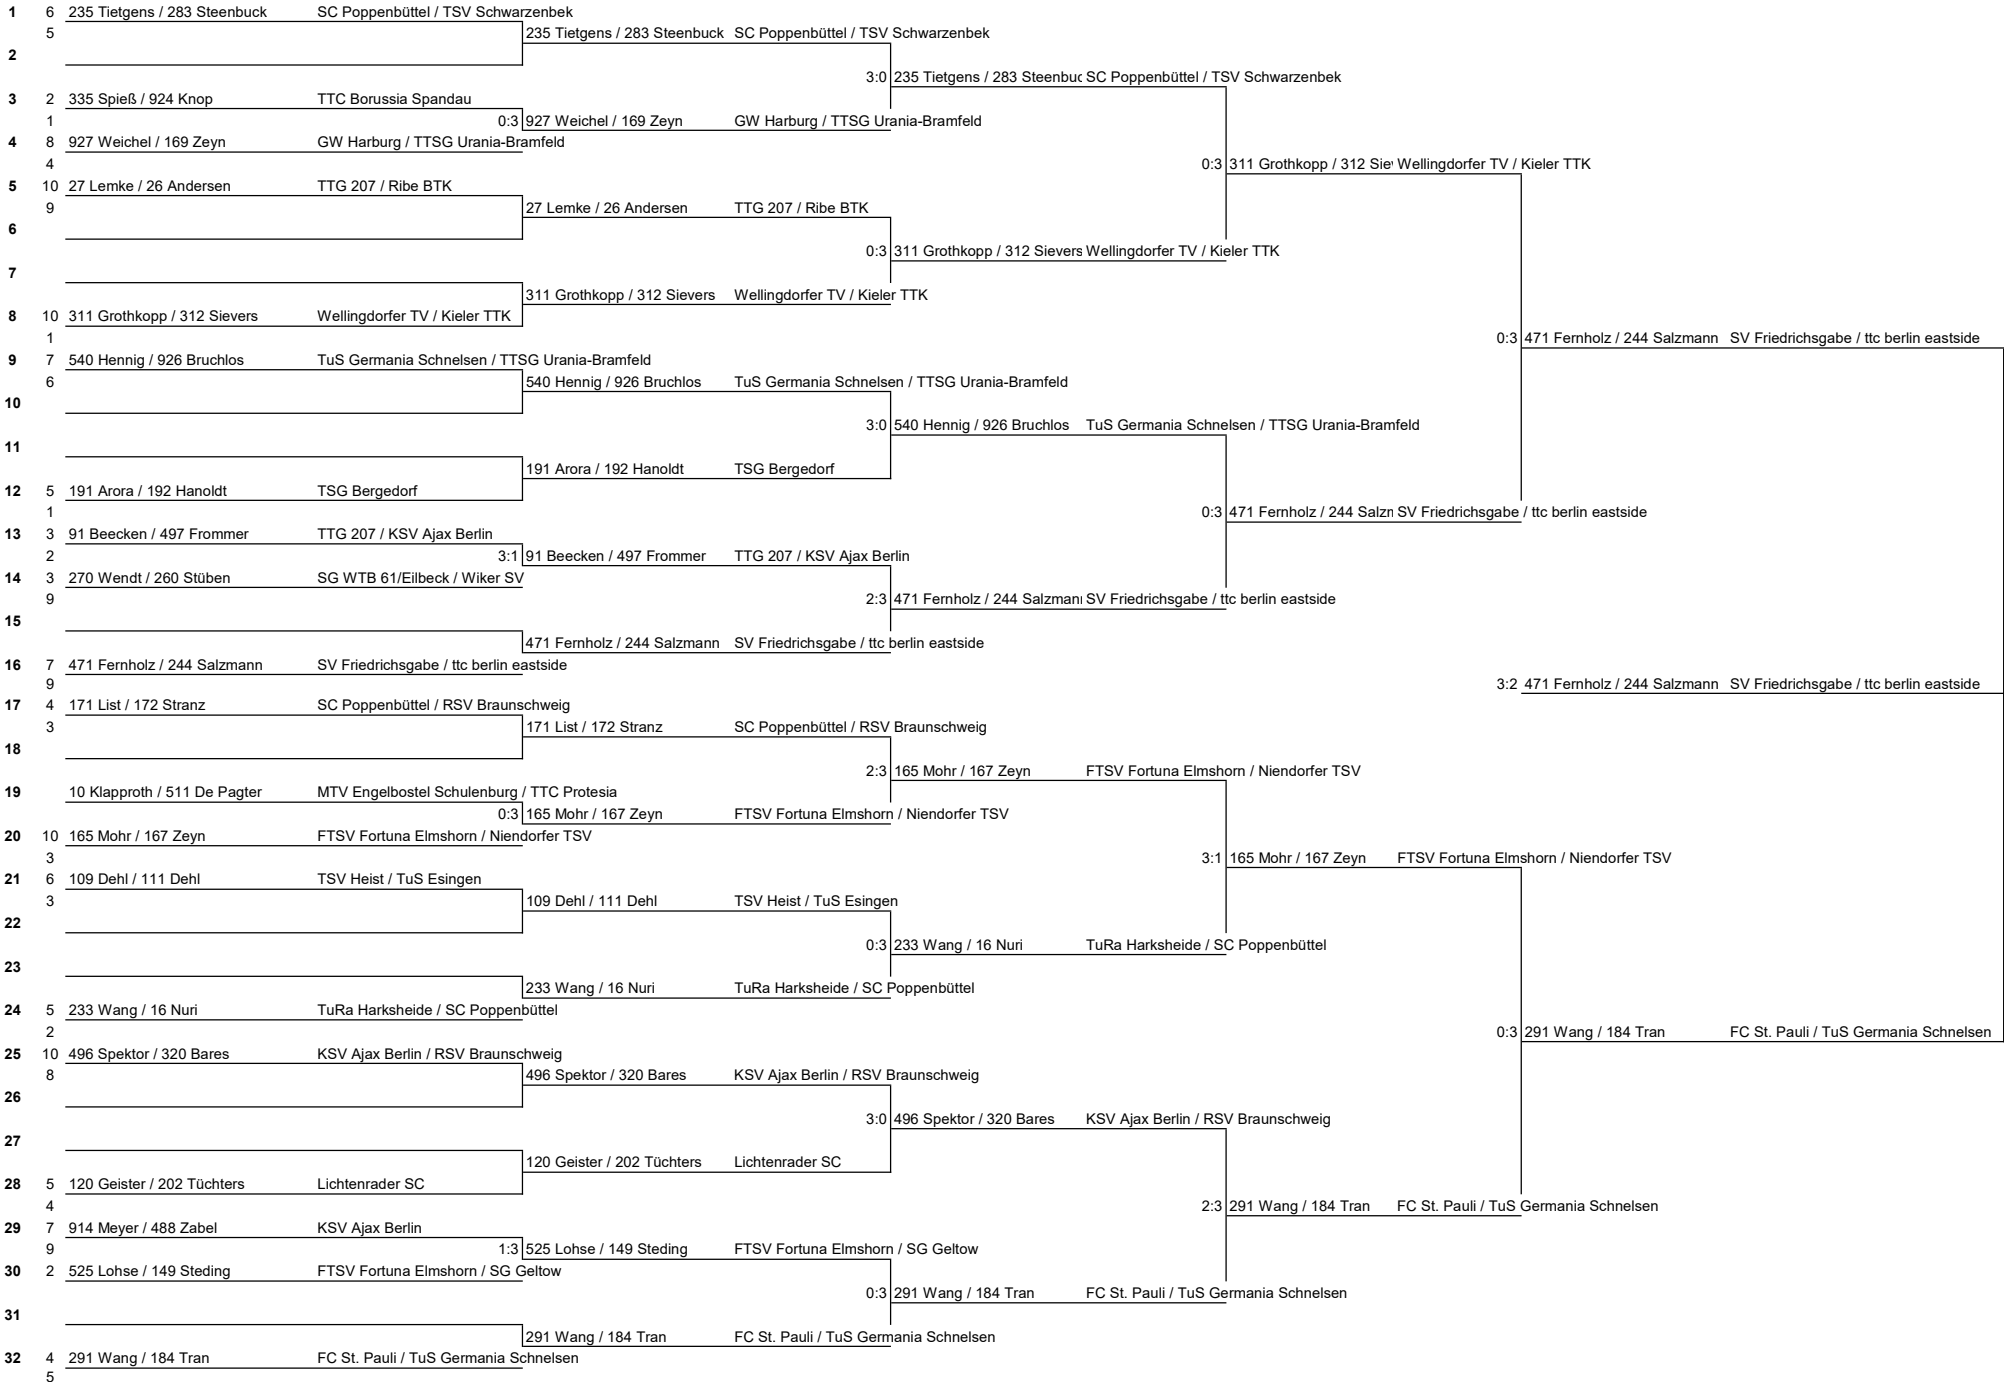 1 6 235 Tietgens / 283 Steenbuck SC Poppenbüttel / TSV Schwarzenbek
5 235 Tietgens / 283 Steenbuck SC Poppenbüttel / TSV Schwarzenbek
2
3:0 235 Tietgens / 283 Steenbuc SC Poppenbüttel / TSV Schwarzenbek
3 2 335 Spieß / 924 Knop TTC Borussia Spandau
1 0:3 927 Weichel / 169 Zeyn GW Harburg / TTSG Urania-Bramfeld
4 8 927 Weichel / 169 Zeyn GW Harburg / TTSG Urania-Bramfeld
4 0:3 311 Grothkopp / 312 Sie Wellingdorfer TV / Kieler TTK
5 10 27 Lemke / 26 Andersen TTG 207 / Ribe BTK
9 27 Lemke / 26 Andersen TTG 207 / Ribe BTK
6
0:3 311 Grothkopp / 312 Sievers Wellingdorfer TV / Kieler TTK
7
311 Grothkopp / 312 Sievers Wellingdorfer TV / Kieler TTK
8 10 311 Grothkopp / 312 Sievers Wellingdorfer TV / Kieler TTK
1 0:3 471 Fernholz / 244 Salzmann SV Friedrichsgabe / ttc berlin eastside
9 7 540 Hennig / 926 Bruchlos TuS Germania Schnelsen / TTSG Urania-Bramfeld
6 540 Hennig / 926 Bruchlos TuS Germania Schnelsen / TTSG Urania-Bramfeld
10
3:0 540 Hennig / 926 Bruchlos TuS Germania Schnelsen / TTSG Urania-Bramfeld
11
191 Arora / 192 Hanoldt TSG Bergedorf
12 5 191 Arora / 192 Hanoldt TSG Bergedorf
1 0:3 471 Fernholz / 244 Salzn SV Friedrichsgabe / ttc berlin eastside
13 3 91 Beecken / 497 Frommer TTG 207 / KSV Ajax Berlin
2 3:1 91 Beecken / 497 Frommer TTG 207 / KSV Ajax Berlin
14 3 270 Wendt / 260 Stüben SG WTB 61/Eilbeck / Wiker SV
9 2:3 471 Fernholz / 244 Salzman SV Friedrichsgabe / ttc berlin eastside
15
471 Fernholz / 244 Salzmann SV Friedrichsgabe / ttc berlin eastside
16 7 471 Fernholz / 244 Salzmann SV Friedrichsgabe / ttc berlin eastside
9 3:2 471 Fernholz / 244 Salzmann SV Friedrichsgabe / ttc berlin eastside
17 4 171 List / 172 Stranz SC Poppenbüttel / RSV Braunschweig
3 171 List / 172 Stranz SC Poppenbüttel / RSV Braunschweig
18
2:3 165 Mohr / 167 Zeyn FTSV Fortuna Elmshorn / Niendorfer TSV
19 10 Klapproth / 511 De Pagter MTV Engelbostel Schulenburg / TTC Protesia
0:3 165 Mohr / 167 Zeyn FTSV Fortuna Elmshorn / Niendorfer TSV
20 10 165 Mohr / 167 Zeyn FTSV Fortuna Elmshorn / Niendorfer TSV
3 3:1 165 Mohr / 167 Zeyn FTSV Fortuna Elmshorn / Niendorfer TSV
21 6 109 Dehl / 111 Dehl TSV Heist / TuS Esingen
3 109 Dehl / 111 Dehl TSV Heist / TuS Esingen
22
0:3 233 Wang / 16 Nuri TuRa Harksheide / SC Poppenbüttel
23
233 Wang / 16 Nuri TuRa Harksheide / SC Poppenbüttel
24 5 233 Wang / 16 Nuri TuRa Harksheide / SC Poppenbüttel
2 0:3 291 Wang / 184 Tran FC St. Pauli / TuS Germania Schnelsen
25 10 496 Spektor / 320 Bares KSV Ajax Berlin / RSV Braunschweig
8 496 Spektor / 320 Bares KSV Ajax Berlin / RSV Braunschweig
26
3:0 496 Spektor / 320 Bares KSV Ajax Berlin / RSV Braunschweig
27
120 Geister / 202 Tüchters Lichtenrader SC
28 5 120 Geister / 202 Tüchters Lichtenrader SC
4 2:3 291 Wang / 184 Tran FC St. Pauli / TuS Germania Schnelsen
29 7 914 Meyer / 488 Zabel KSV Ajax Berlin
9 1:3 525 Lohse / 149 Steding FTSV Fortuna Elmshorn / SG Geltow
30 2 525 Lohse / 149 Steding FTSV Fortuna Elmshorn / SG Geltow
0:3 291 Wang / 184 Tran FC St. Pauli / TuS Germania Schnelsen
31
291 Wang / 184 Tran FC St. Pauli / TuS Germania Schnelsen
32 4 291 Wang / 184 Tran FC St. Pauli / TuS Germania Schnelsen
5